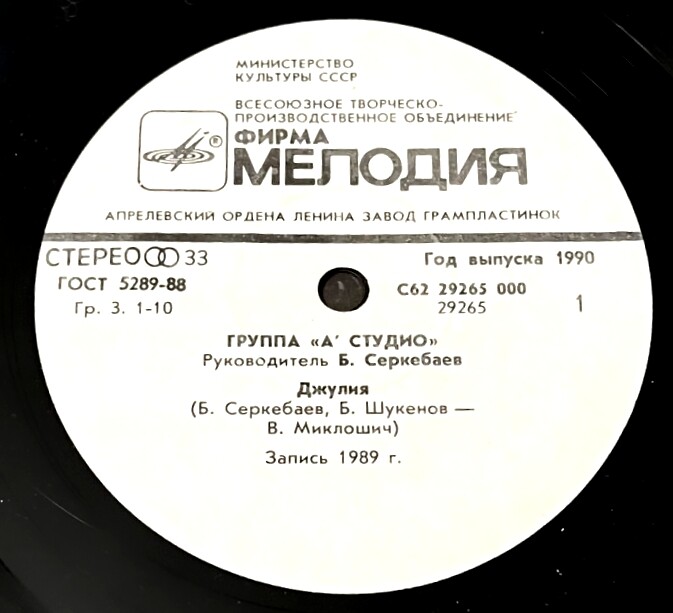 МИНИСТЕРСТВО
КУЛЬТУРЫ СССР
ВСЕСОЮЗНОЕ ТВОРЧЕСКО-
ПРОИЗВОДСТВЕННОЕ ОБЪЕДИНЕНИЕ
®
ФИРМА
МЕЛОДИЯ
АПРЕЛЕВСКИЙ ОРДЕНА ЛЕНИНА ЗАВОД ГРАМПЛАСТИНОК
СТЕРЕО 33
Год выпуска 1990
ГОСТ 5289-88
С62 29265 000
Гр. 3. 1-10
29265
1
ГРУППА «А’ СТУДИО»
Руководитель Б. Серкебаев
Джулия
(Б. Серкебаев, Б. Шукенов —
В. Миклошич)
Запись 1989 г.